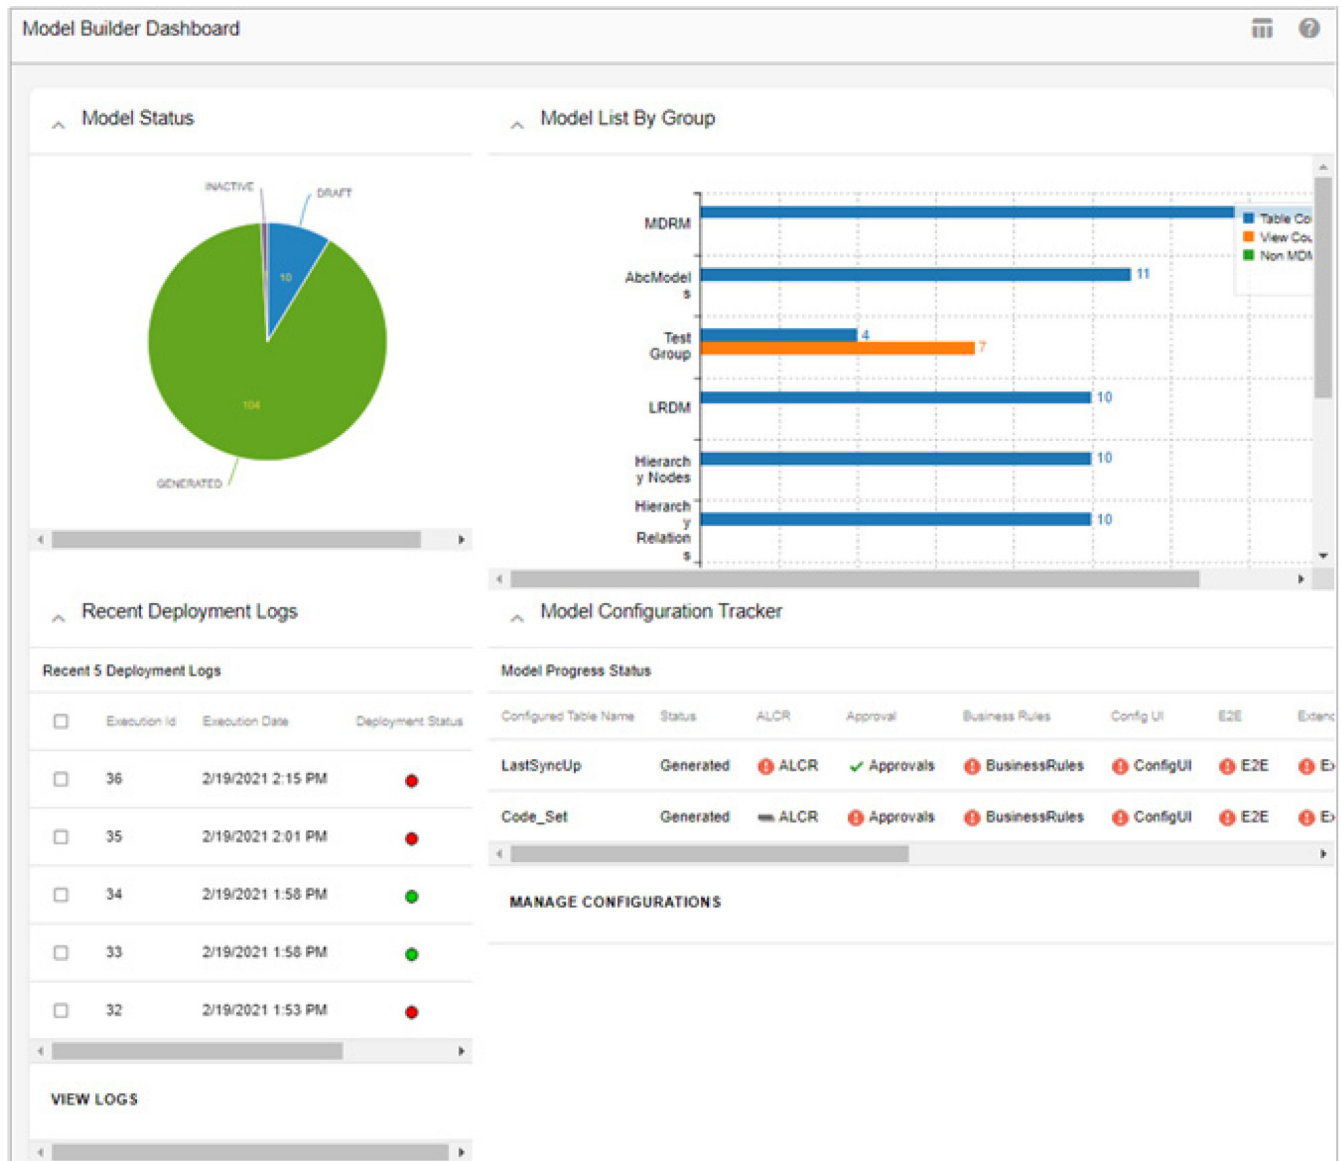 Model Builder Dashboard
Model Status
INACTIVE
DRAFT
10
104
GENERATED
Model List By Group
MDRM
AbcModel
s
11
Test
Group
4
7
LRDM
10
Hierarch
y Nodes
10
Hierarch
y
Relation
s
10
Table Co
View Cou
Non MDM
Recent Deployment Logs
Recent 5 Deployment Logs
Execution Id Execution Date Deployment Status
36 2/19/2021 2:15 PM
35 2/19/2021 2:01 PM
34 2/19/2021 1:58 PM
33 2/19/2021 1:58 PM
32 2/19/2021 1:53 PM
VIEW LOGS
Model Configuration Tracker
Model Progress Status
Configured Table Name Status ALCR Approval Business Rules Config UI E2E Extend
LastSyncUp Generated ALCR Approvals BusinessRules ConfigUI E2E Ex
Code_Set Generated ALCR Approvals BusinessRules ConfigUI E2E Ex
MANAGE CONFIGURATIONS